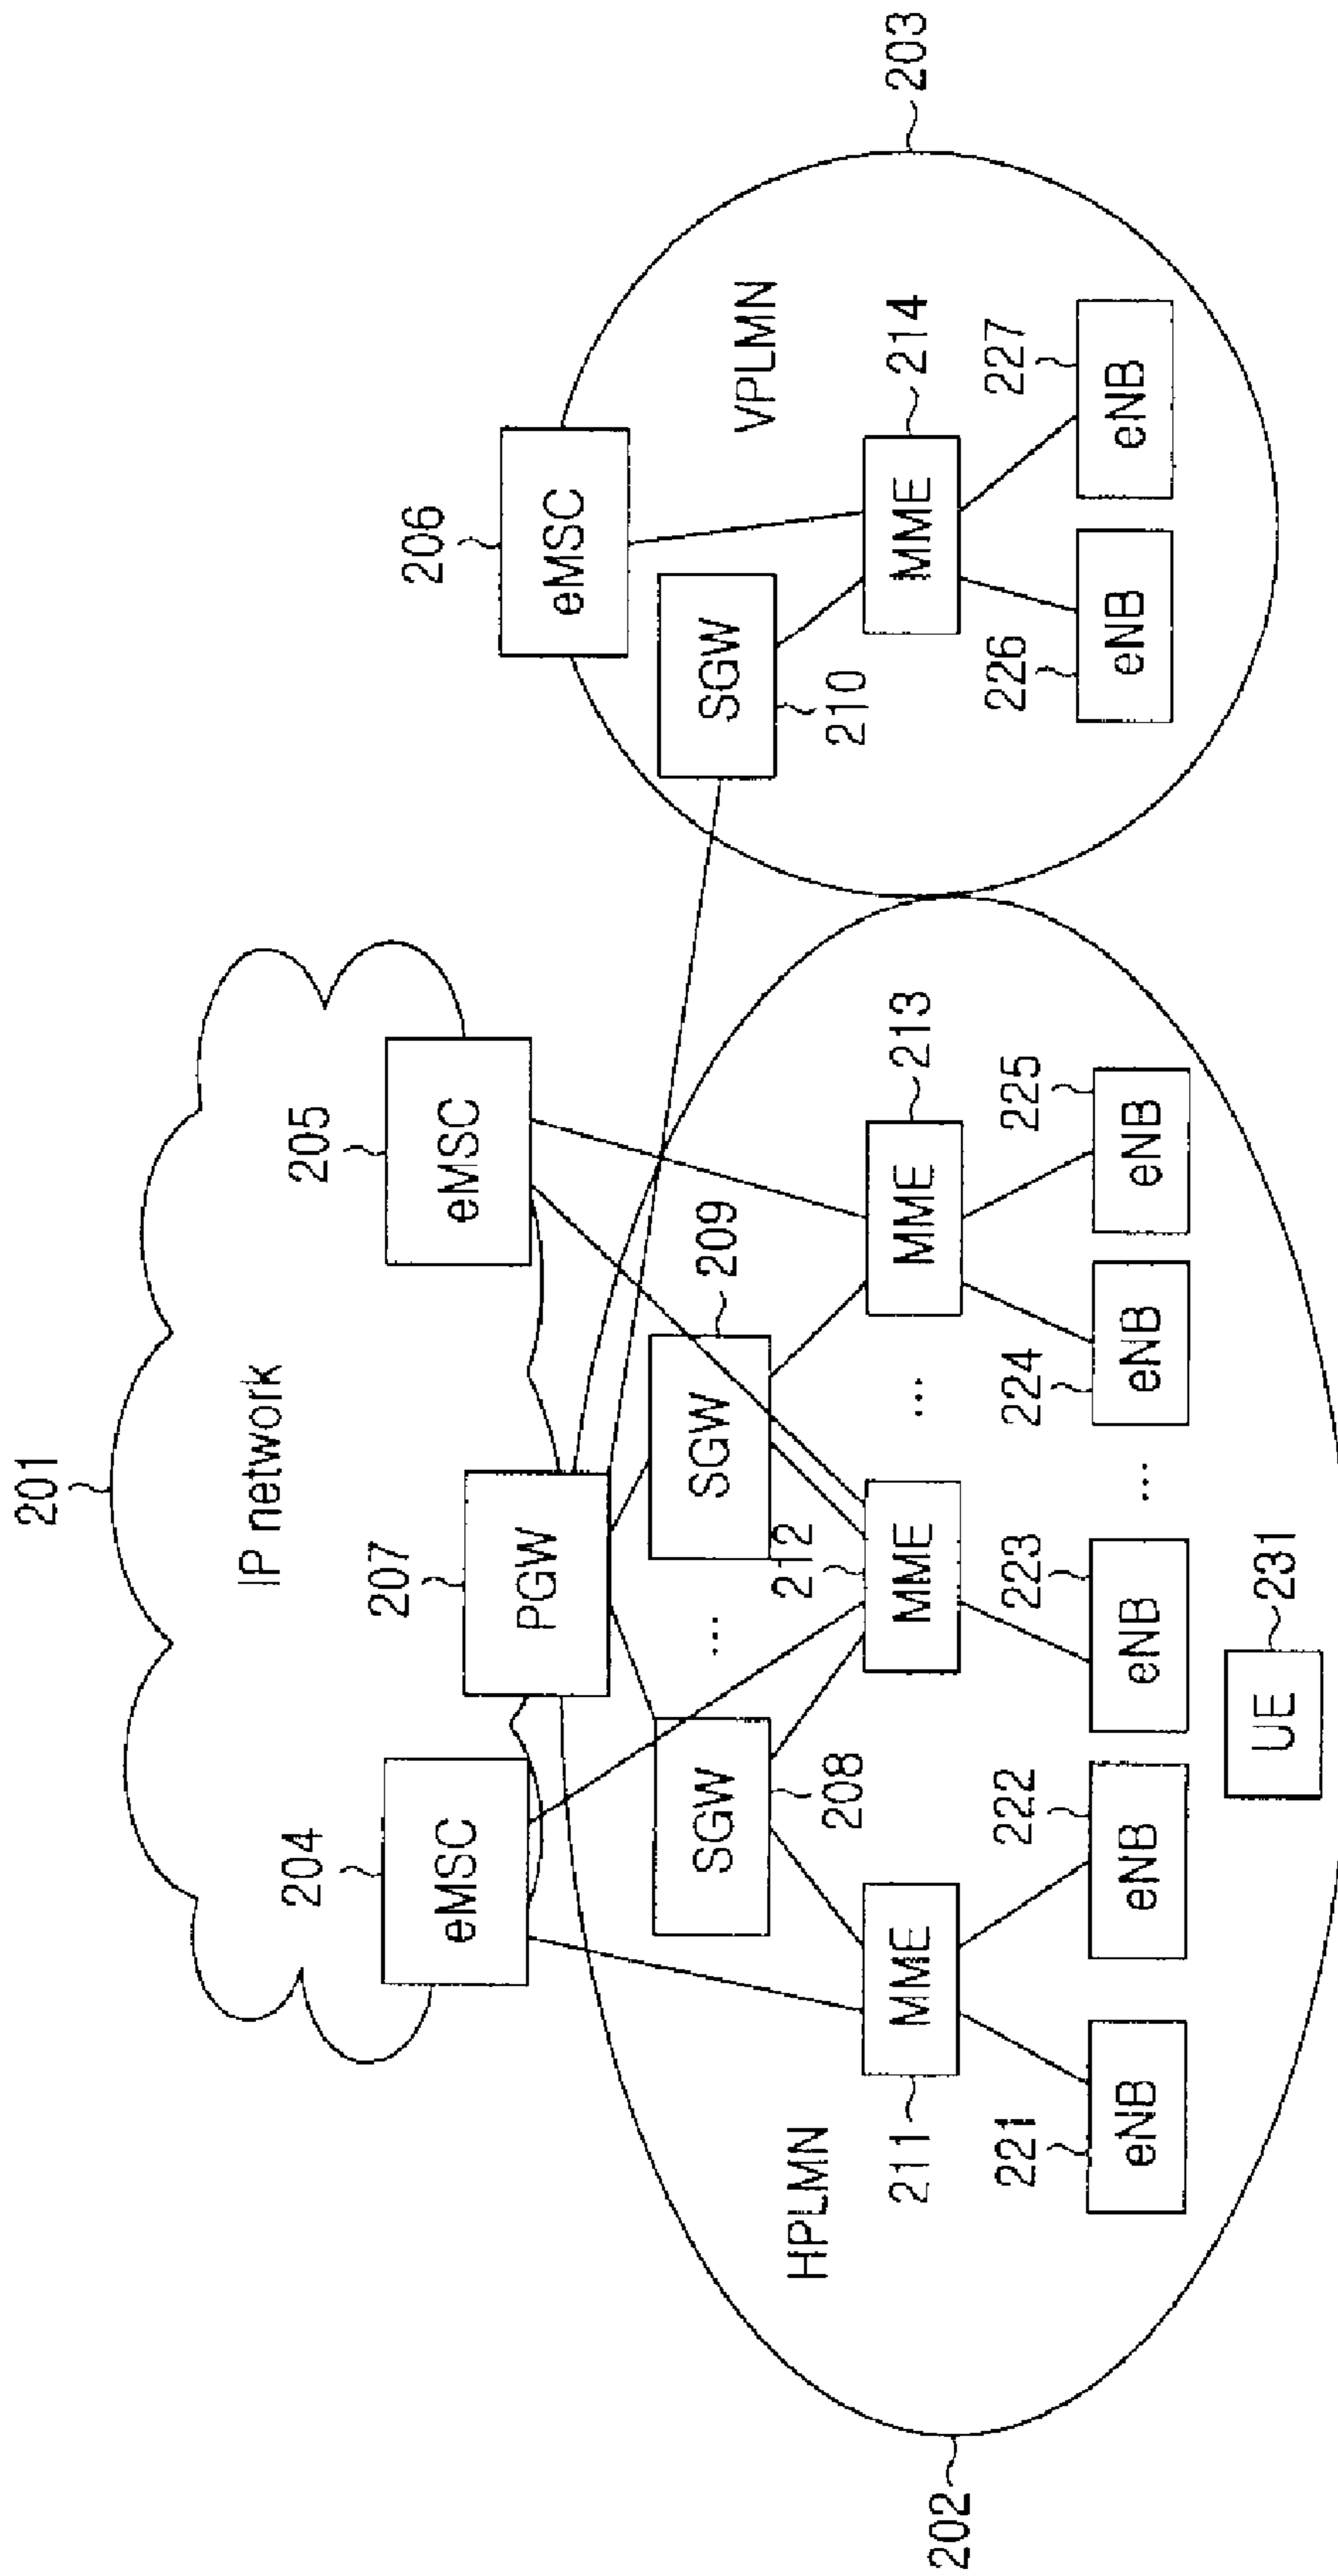 201
IP network
204
eMSC
207
PGW
205
eMSC
206
eMSC
SGW
208
...
SGW
209
SGW
210
VPLMN
203
HPLMN
MME
211
212
MME
...
MME
213
MME
214
221
eNB
222
eNB
223
eNB
...
224
eNB
225
eNB
226
eNB
227
eNB
UE
231
202